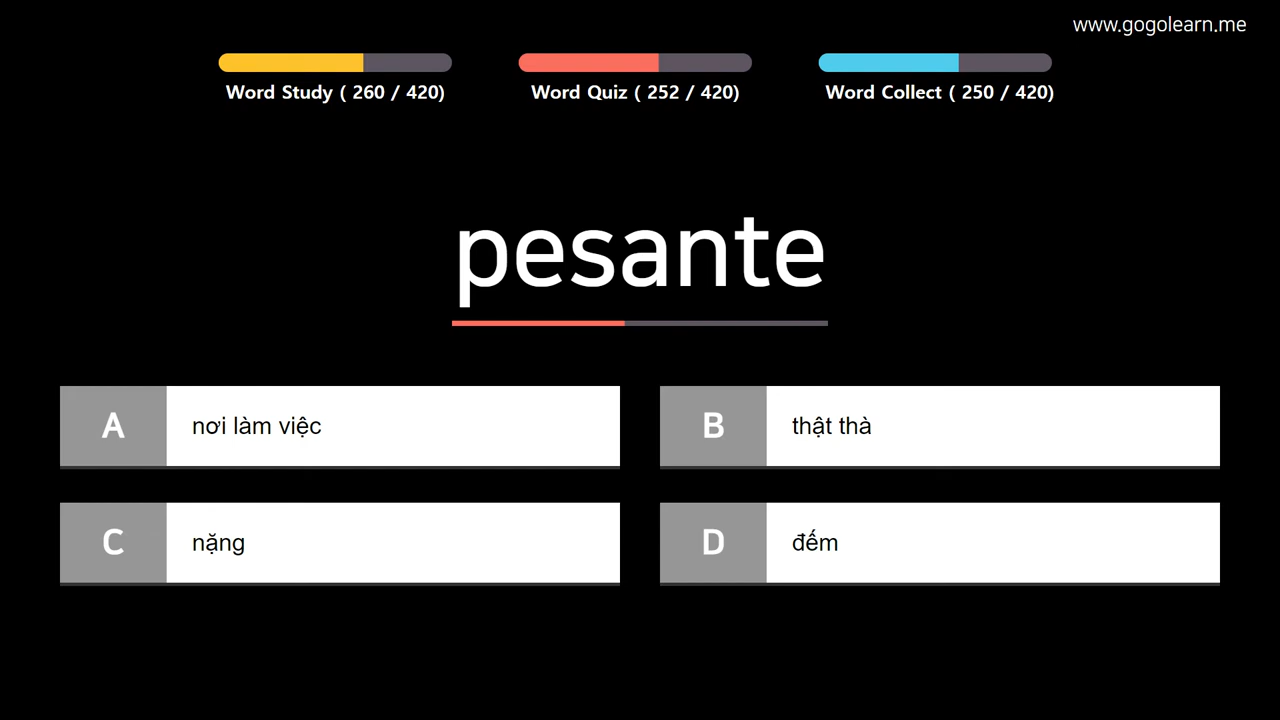 www.gogolearn.me
Word Study ( 260 / 420)
Word Quiz ( 252 / 420)
Word Collect ( 250 / 420)
pesante
A nơi làm việc
B thật thà
C nặng
D đếm